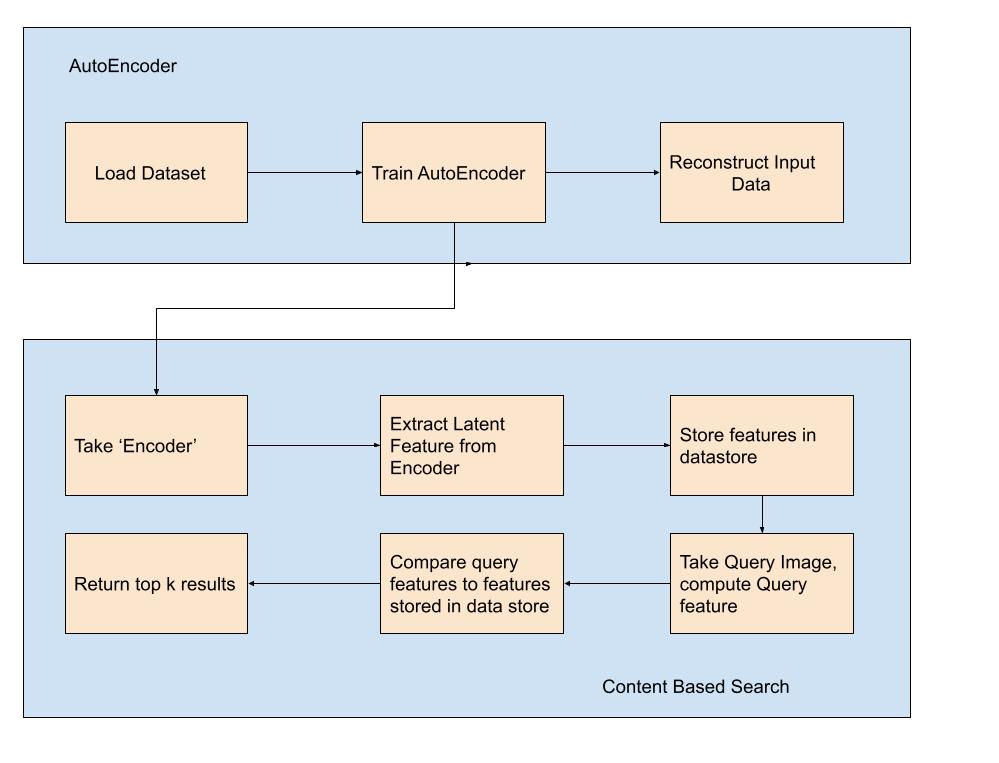 AutoEncoder
Load Dataset
Train AutoEncoder
Reconstruct Input
Data
Take ‘Encoder’
Extract Latent
Feature from
Encoder
Store features in
datastore
Take Query Image,
compute Query
feature
Compare query
features to features
stored in data store
Return top k results
Content Based Search